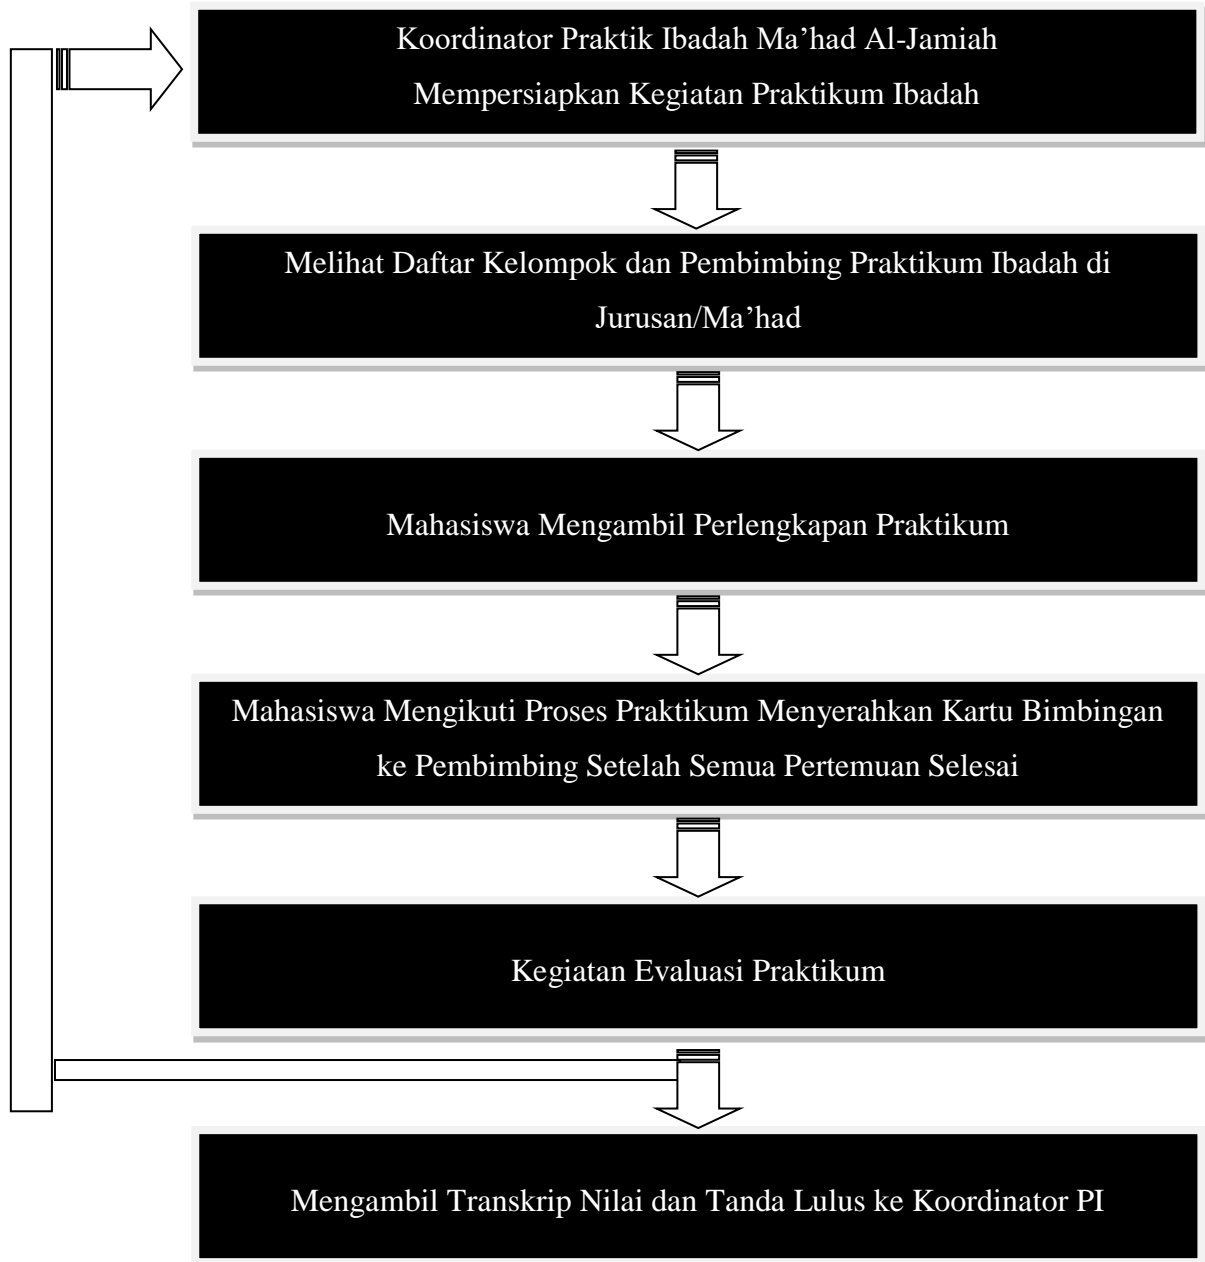 Koordinator Praktik Ibadah Ma’had Al-Jamiah
Mempersiapkan Kegiatan Praktikum Ibadah
Melihat Daftar Kelompok dan Pembimbing Praktikum Ibadah di
Jurusan/Ma’had
Mahasiswa Mengambil Perlengkapan Praktikum
Mahasiswa Mengikuti Proses Praktikum Menyerahkan Kartu Bimbingan
ke Pembimbing Setelah Semua Pertemuan Selesai
Kegiatan Evaluasi Praktikum
Mengambil Transkrip Nilai dan Tanda Lulus ke Koordinator PI